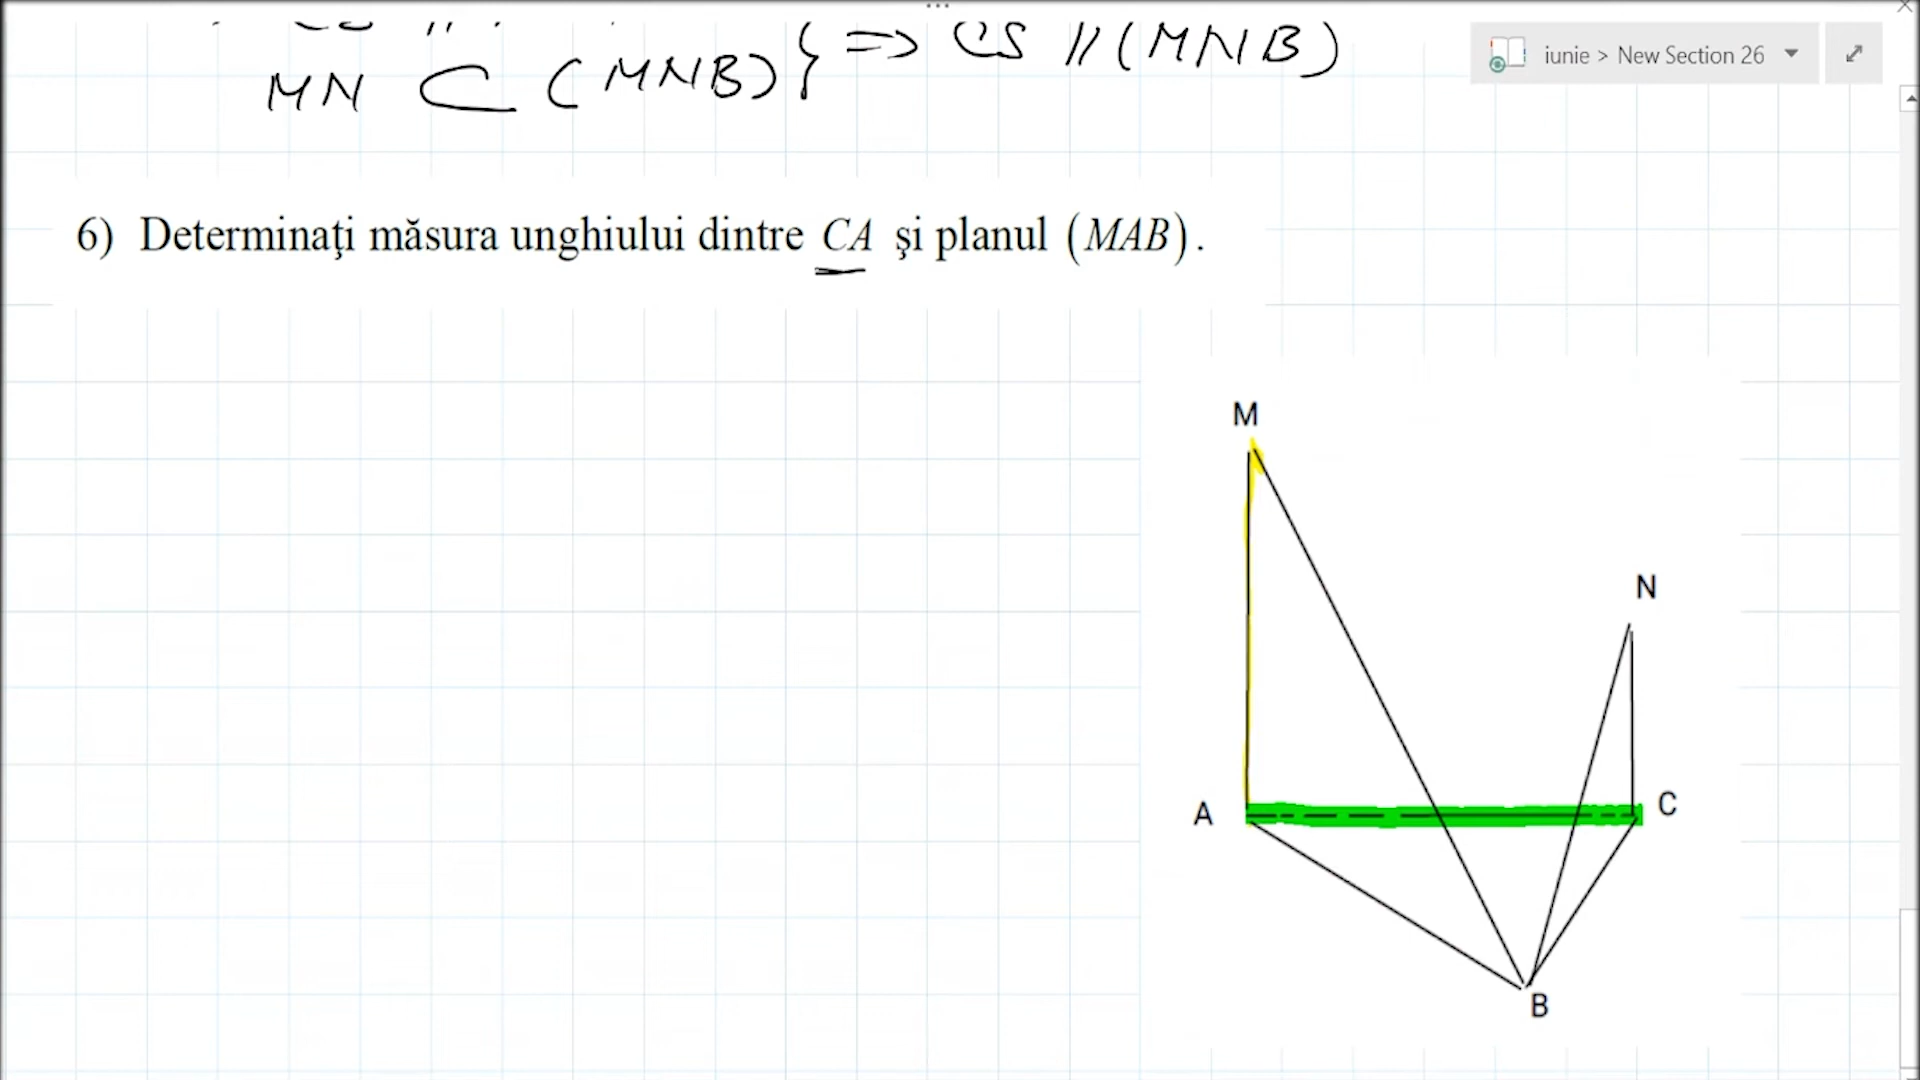 } => CS // (MNB)
MN ⊂ (MNB)
iunie > New Section 26
6) Determinaţi măsura unghiului dintre CA şi planul (MAB).
M
N
A
C
B